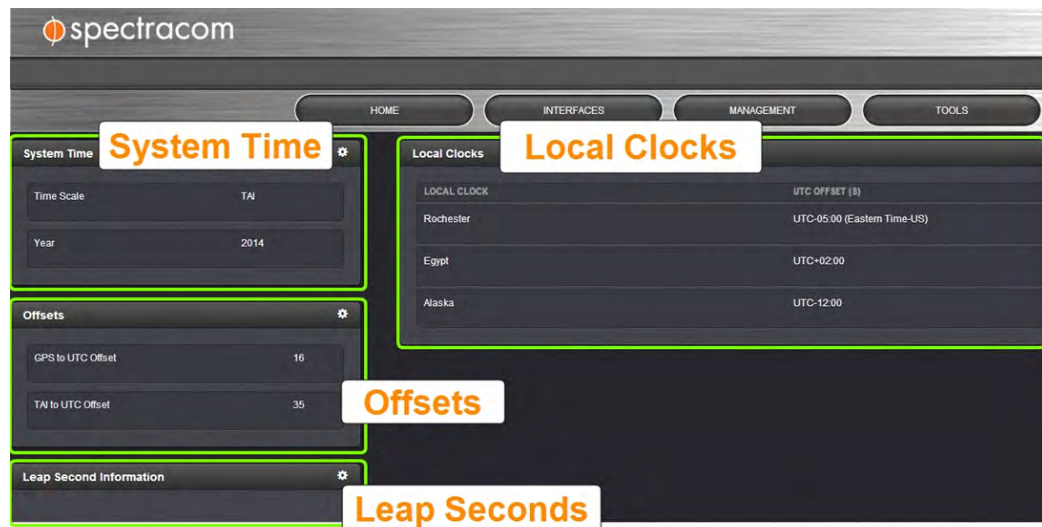 spectracom
HOME INTERFACES MANAGEMENT TOOLS
System Time System Time
Time Scale TAI
Year 2014
Offsets
GPS to UTC Offset 16
TAI to UTC Offset 35
Offsets
Leap Second Information
Leap Seconds
Local Clocks Local Clocks
LOCAL CLOCK UTC OFFSET (S)
Rochester UTC-05:00 (Eastern Time-US)
Egypt UTC+02:00
Alaska UTC-12:00